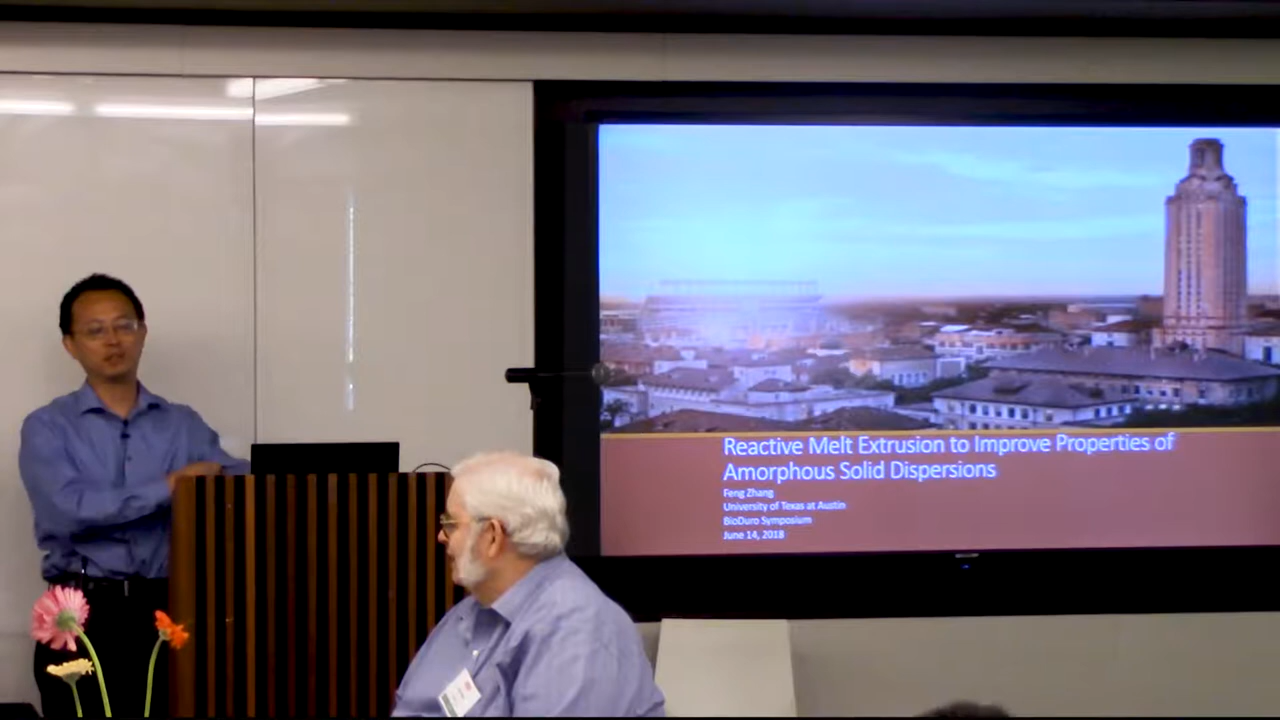 Reactive Melt Extrusion to Improve Properties of
Amorphous Solid Dispersions
Feng Zhang
University of Texas at Austin
BioDuro Symposium
June 14, 2018